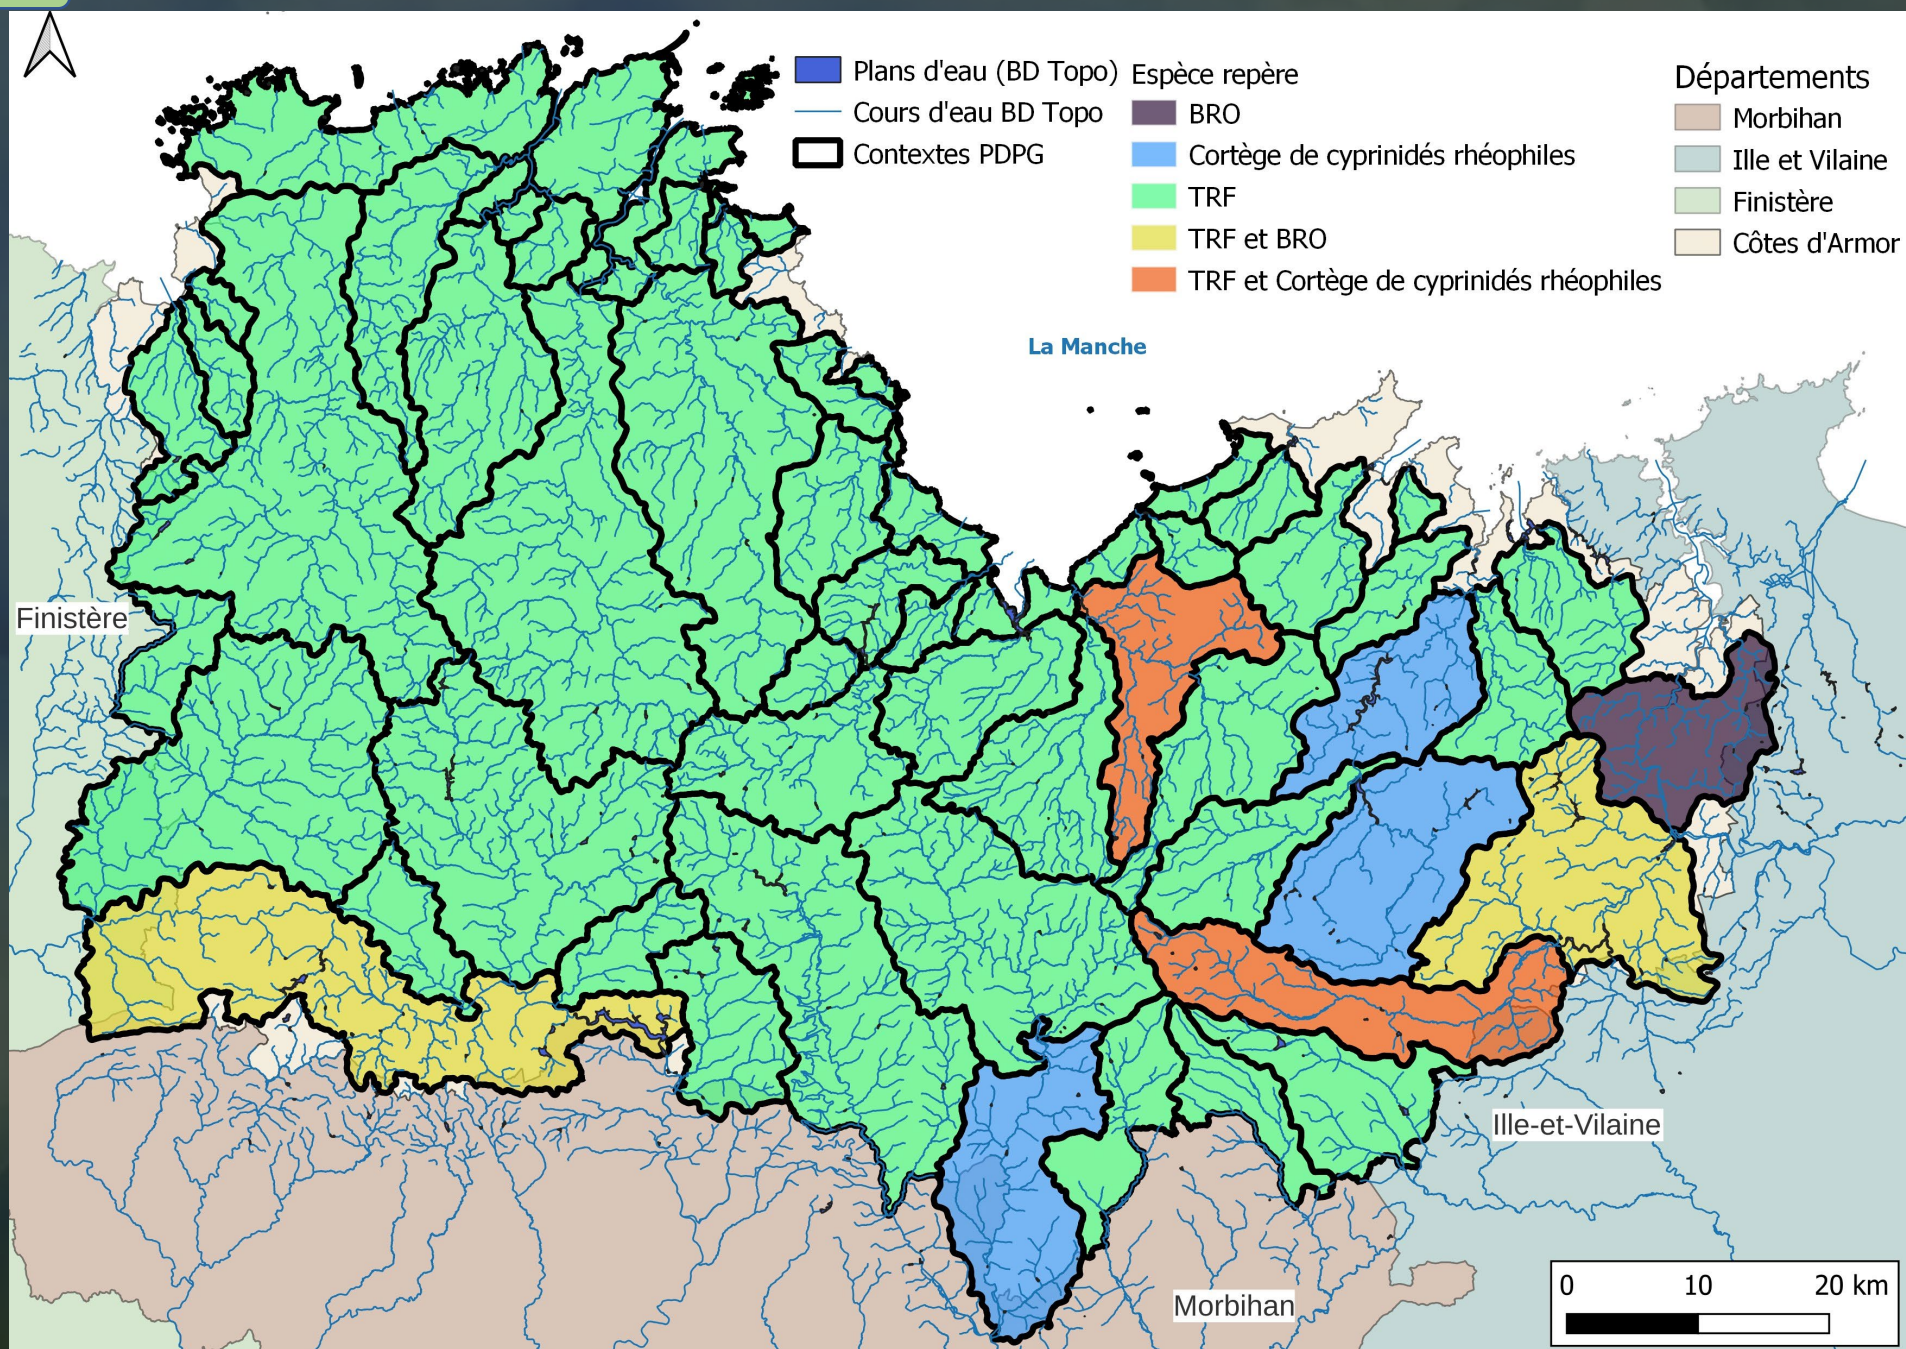 Plans d'eau (BD Topo)
Cours d'eau BD Topo
Contextes PDPG
Espèce repère
BRO
Cortège de cyprinidés rhéophiles
TRF
TRF et BRO
TRF et Cortège de cyprinidés rhéophiles
Départements
Morbihan
Ille et Vilaine
Finistère
Côtes d'Armor
La Manche
Finistère
Ille-et-Vilaine
Morbihan
0 10 20 km